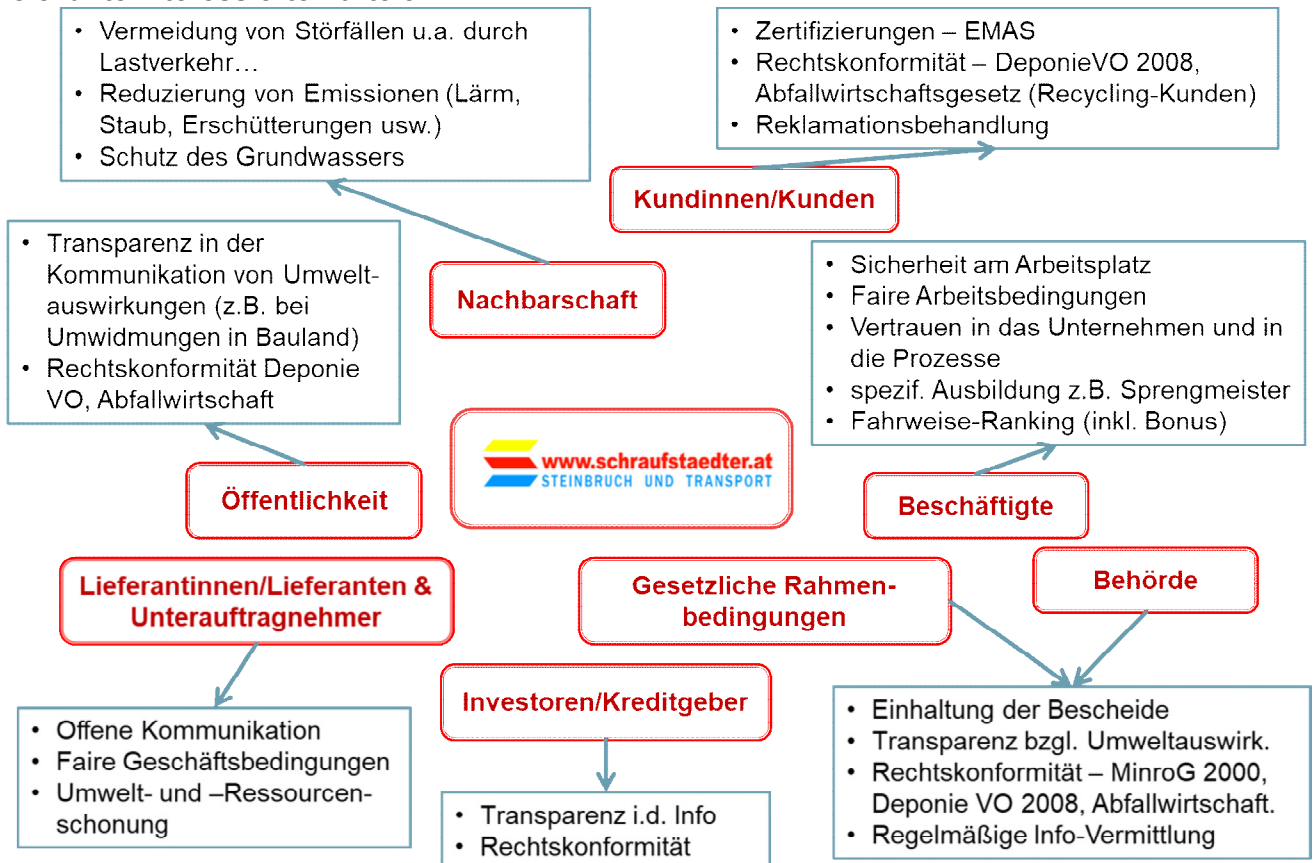 • Vermeidung von Störfällen u.a. durch
Lastverkehr…
• Reduzierung von Emissionen (Lärm,
Staub, Erschütterungen usw.)
• Schutz des Grundwassers
• Zertifizierungen – EMAS
• Rechtskonformität – DeponieVO 2008,
Abfallwirtschaftsgesetz (Recycling-Kunden)
• Reklamationsbehandlung
Kundinnen/Kunden
• Transparenz in der
Kommunikation von Umwelt-
auswirkungen (z.B. bei
Umwidmungen in Bauland)
• Rechtskonformität Deponie
VO, Abfallwirtschaft
Nachbarschaft
• Sicherheit am Arbeitsplatz
• Faire Arbeitsbedingungen
• Vertrauen in das Unternehmen und in
die Prozesse
• spezif. Ausbildung z.B. Sprengmeister
• Fahrweise-Ranking (inkl. Bonus)
www.schraufstaedter.at
STEINBRUCH UND TRANSPORT
Öffentlichkeit
Beschäftigte
Lieferantinnen/Lieferanten &
Unterauftragnehmer
Gesetzliche Rahmen-
bedingungen
Behörde
Investoren/Kreditgeber
• Offene Kommunikation
• Faire Geschäftsbedingungen
• Umwelt- und –Ressourcen-
schonung
• Transparenz i.d. Info
• Rechtskonformität
• Einhaltung der Bescheide
• Transparenz bzgl. Umweltauswirk.
• Rechtskonformität – MinroG 2000,
Deponie VO 2008, Abfallwirtschaft.
• Regelmäßige Info-Vermittlung